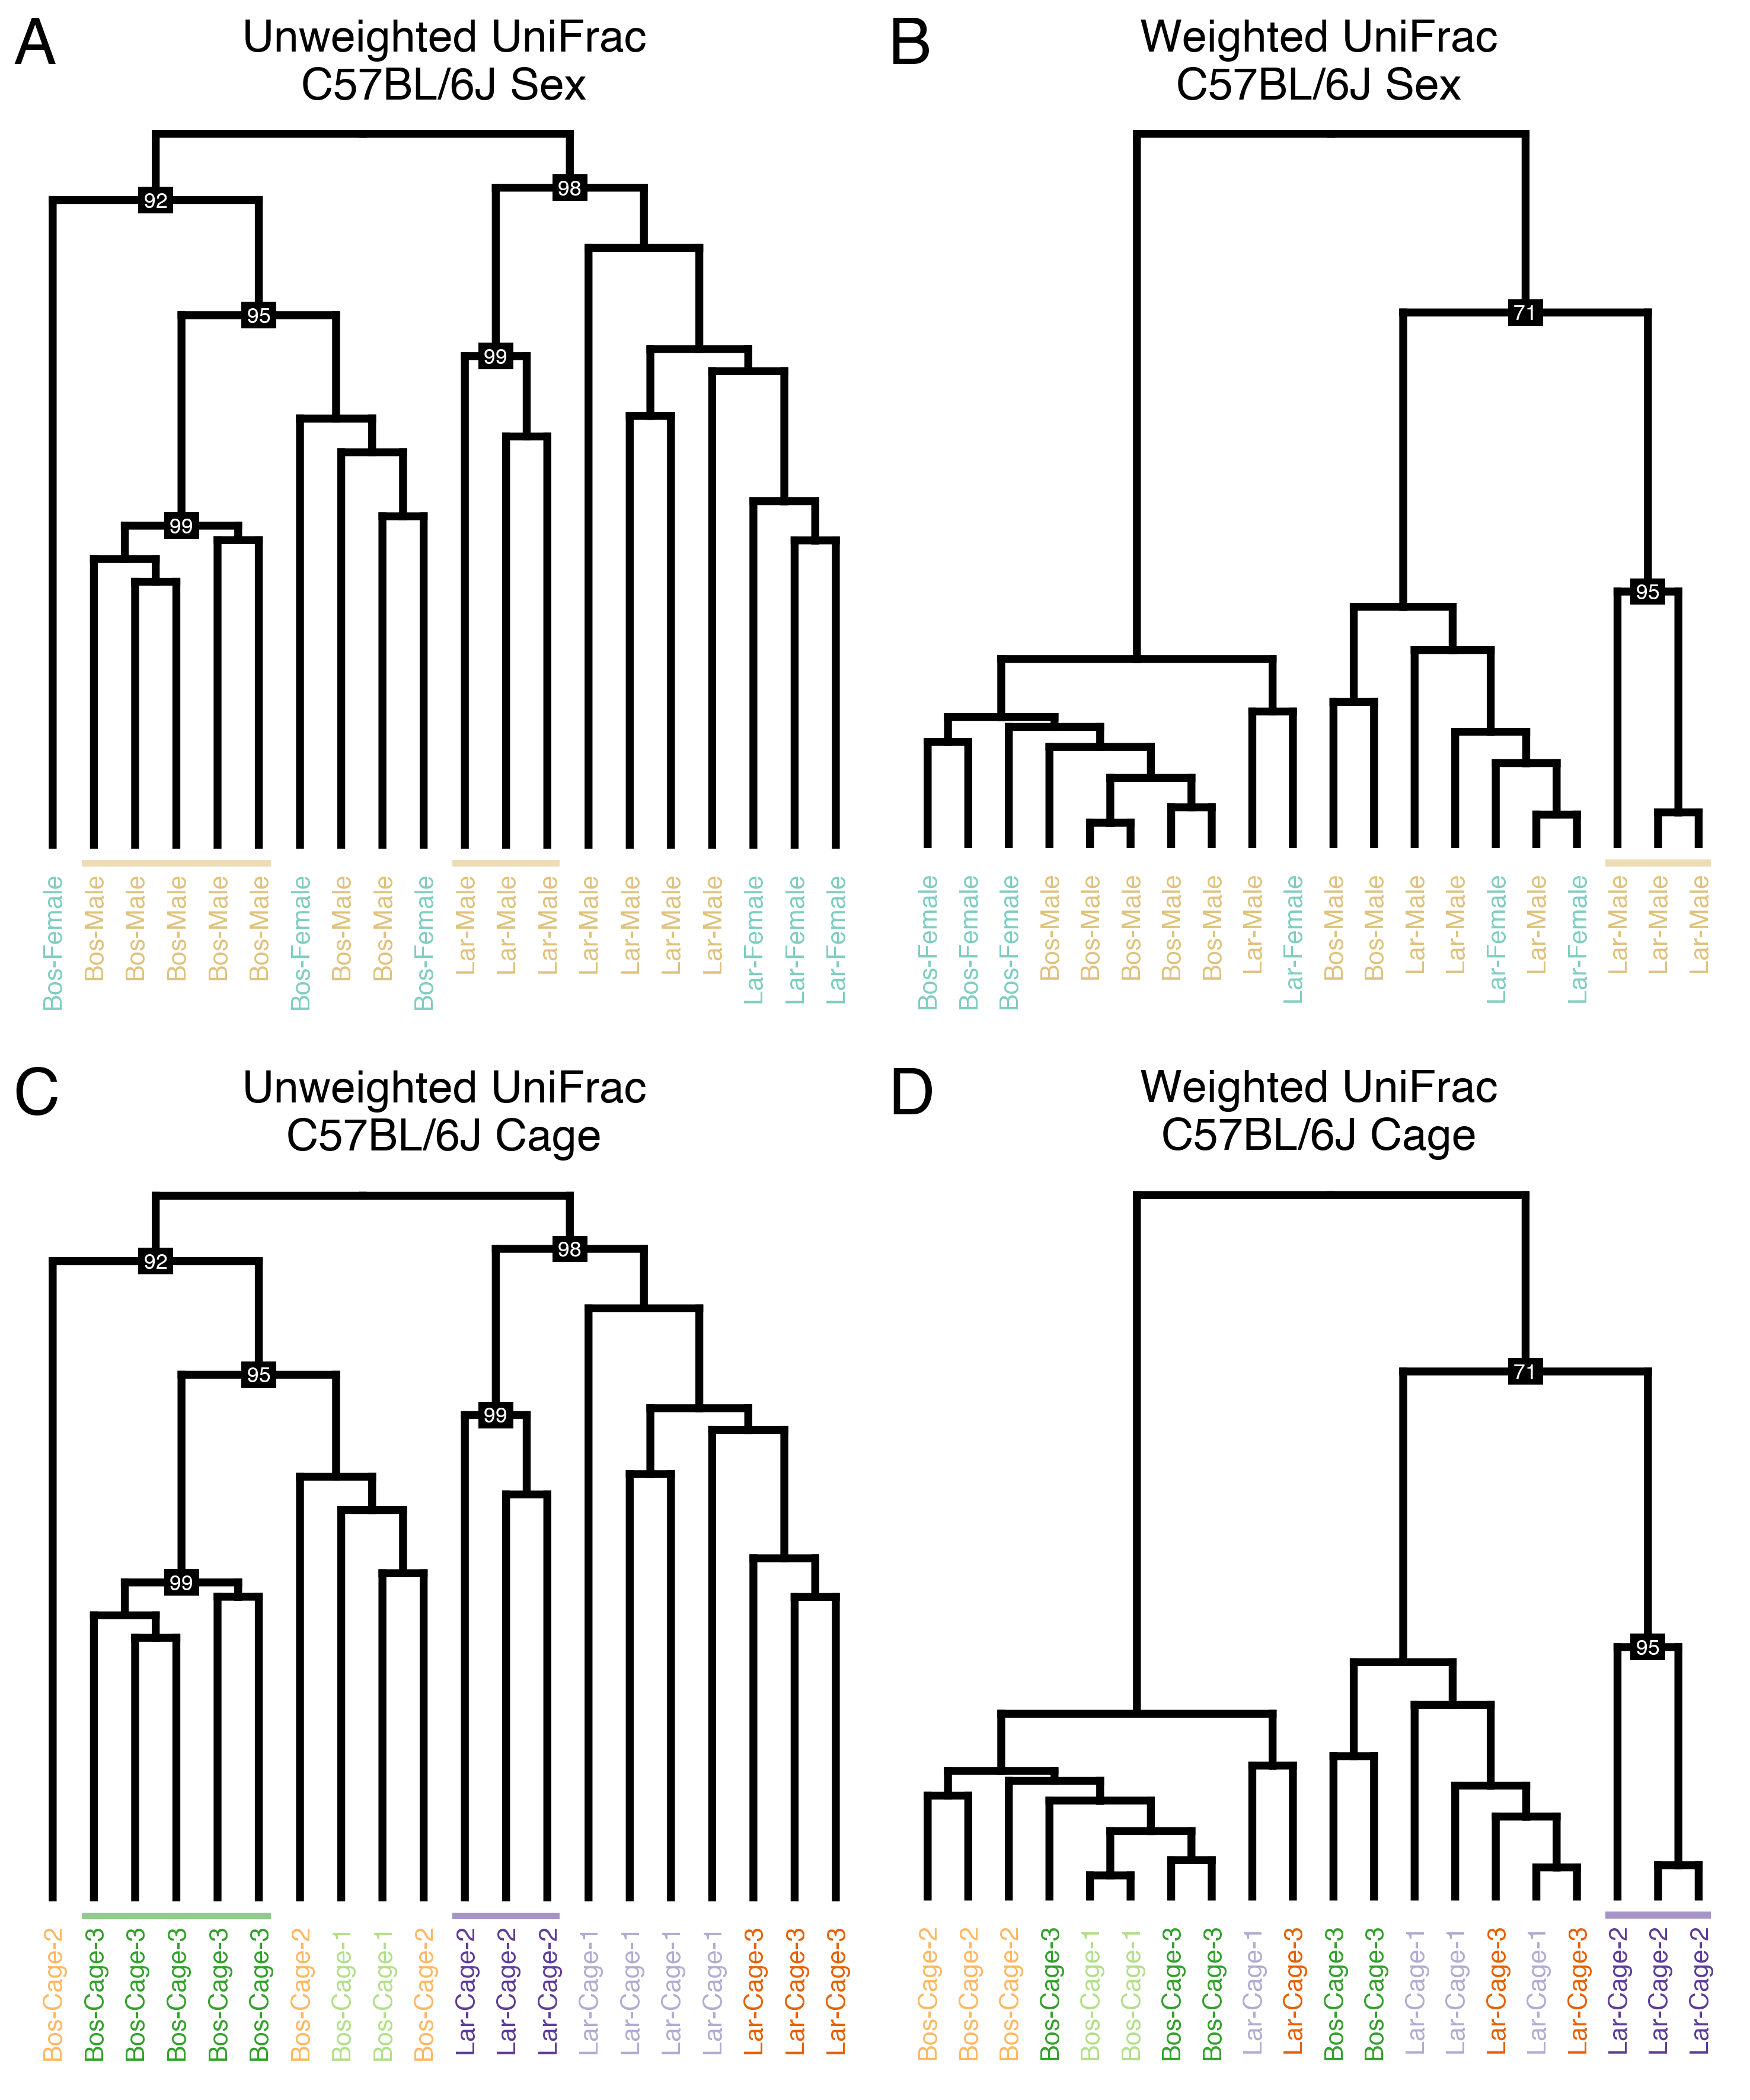 A
Unweighted UniFrac
C57BL/6J Sex
92
98
95
99
99
Bos-Female
Bos-Male
Bos-Male
Bos-Male
Bos-Male
Bos-Male
Bos-Female
Bos-Male
Bos-Male
Bos-Female
Lar-Male
Lar-Male
Lar-Male
Lar-Male
Lar-Male
Lar-Male
Lar-Male
Lar-Female
Lar-Female
Lar-Female
B
Weighted UniFrac
C57BL/6J Sex
71
95
Bos-Female
Bos-Female
Bos-Female
Bos-Male
Bos-Male
Bos-Male
Bos-Male
Bos-Male
Lar-Male
Lar-Female
Bos-Male
Bos-Male
Lar-Male
Lar-Male
Lar-Female
Lar-Male
Lar-Female
Lar-Male
Lar-Male
Lar-Male
C
Unweighted UniFrac
C57BL/6J Cage
92
98
95
99
99
Bos-Cage-2
Bos-Cage-3
Bos-Cage-3
Bos-Cage-3
Bos-Cage-3
Bos-Cage-3
Bos-Cage-2
Bos-Cage-1
Bos-Cage-1
Bos-Cage-2
Lar-Cage-2
Lar-Cage-2
Lar-Cage-2
Lar-Cage-1
Lar-Cage-1
Lar-Cage-1
Lar-Cage-1
Lar-Cage-3
Lar-Cage-3
Lar-Cage-3
D
Weighted UniFrac
C57BL/6J Cage
71
95
Bos-Cage-2
Bos-Cage-2
Bos-Cage-2
Bos-Cage-3
Bos-Cage-1
Bos-Cage-1
Bos-Cage-3
Bos-Cage-3
Lar-Cage-1
Lar-Cage-3
Bos-Cage-3
Bos-Cage-3
Lar-Cage-1
Lar-Cage-1
Lar-Cage-3
Lar-Cage-1
Lar-Cage-3
Lar-Cage-2
Lar-Cage-2
Lar-Cage-2